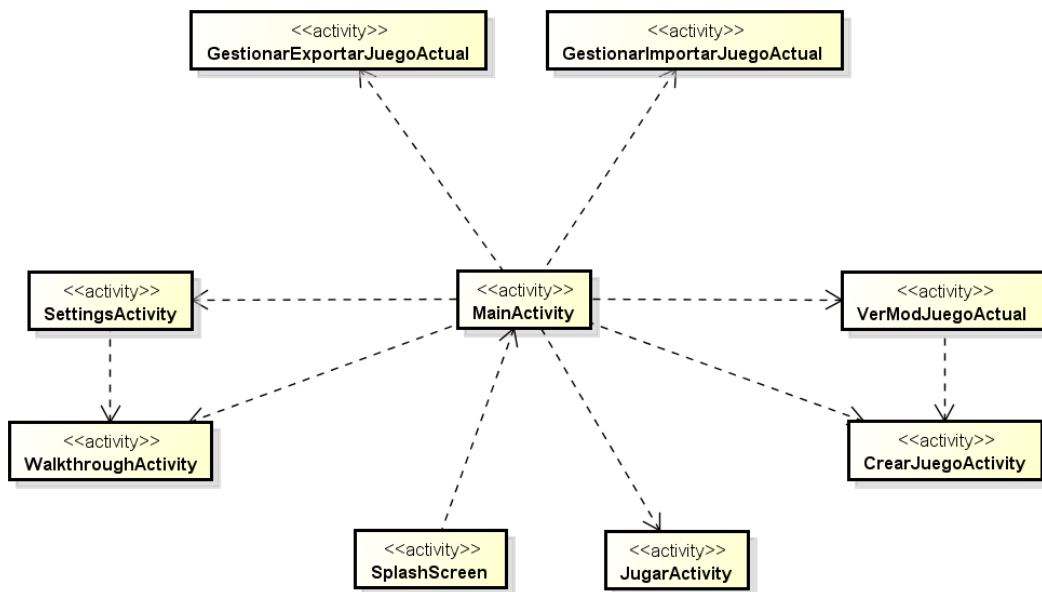 <<activity>>
GestionarExportarJuegoActual
<<activity>>
GestionarImportarJuegoActual
<<activity>>
SettingsActivity
<<activity>>
MainActivity
<<activity>>
VerModJuegoActual
<<activity>>
WalkthroughActivity
<<activity>>
CrearJuegoActivity
<<activity>>
SplashScreen
<<activity>>
JugarActivity